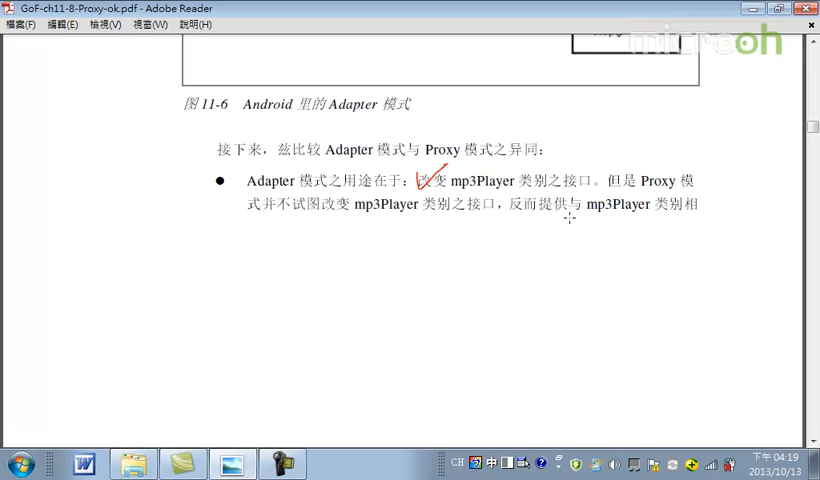 GoF-ch11-8-Proxy-ok.pdf - Adobe Reader
檔案(F) 編輯(E) 檢視(V) 視窗(W) 說明(H)
microoh
图 11-6 Android 里的 Adapter 模式
接下来，兹比较 Adapter 模式与 Proxy 模式之异同：
● Adapter 模式之用途在于：改变 mp3Player 类别之接口。但是 Proxy 模
式并不试图改变 mp3Player 类别之接口，反而提供与 mp3Player 类别相
CH 中
下午 04:19
2013/10/13